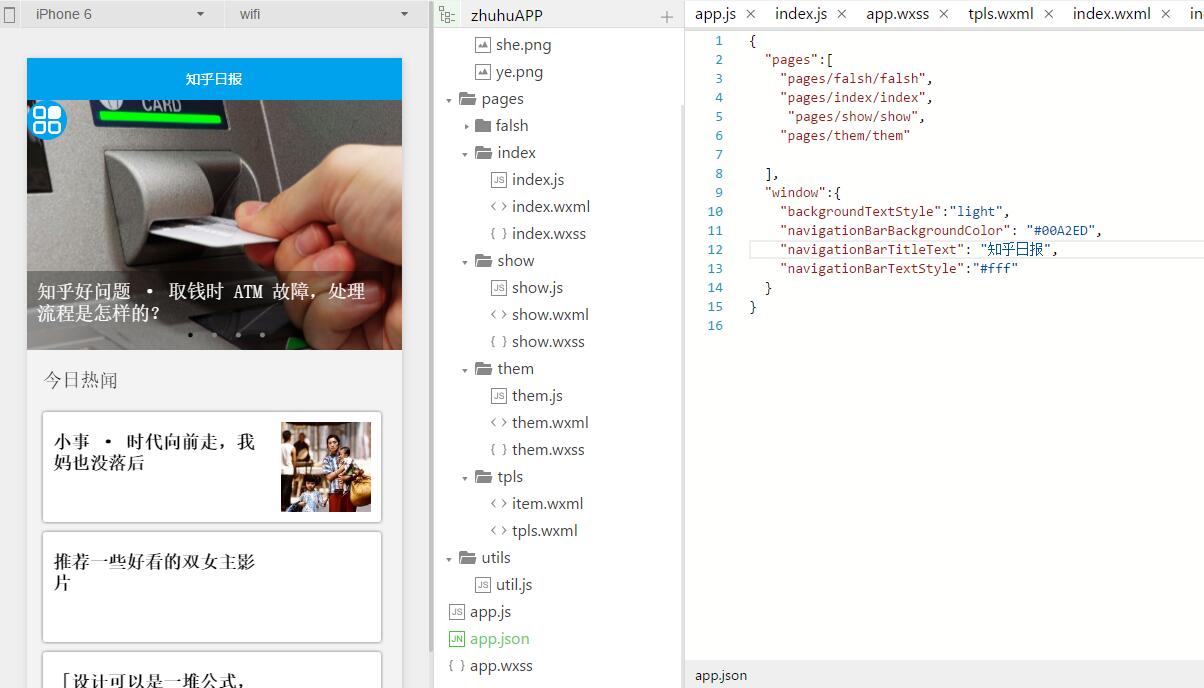 iPhone 6
wifi
知乎日报
CARD
知乎好问题 · 取钱时 ATM 故障，处理
流程是怎样的？
今日热闻
小事 · 时代向前走，我
妈也没落后
推荐一些好看的双女主影
片
「设计可以是一堆公式，
zhuhuAPP
+
she.png
ye.png
pages
falsh
index
JS index.js
<> index.wxml
{ } index.wxss
show
JS show.js
<> show.wxml
{ } show.wxss
them
JS them.js
<> them.wxml
{ } them.wxss
tpls
<> item.wxml
<> tpls.wxml
utils
JS util.js
JS app.js
JN app.json
{ } app.wxss
app.js × index.js × app.wxss × tpls.wxml × index.wxml × in
1 {
2 "pages":[
3 "pages/falsh/falsh",
4 "pages/index/index",
5 "pages/show/show",
6 "pages/them/them"
7
8 ],
9 "window":{
10 "backgroundTextStyle":"light",
11 "navigationBarBackgroundColor": "#00A2ED",
12 "navigationBarTitleText": "知乎日报",
13 "navigationBarTextStyle":"#fff"
14 }
15 }
16
app.json